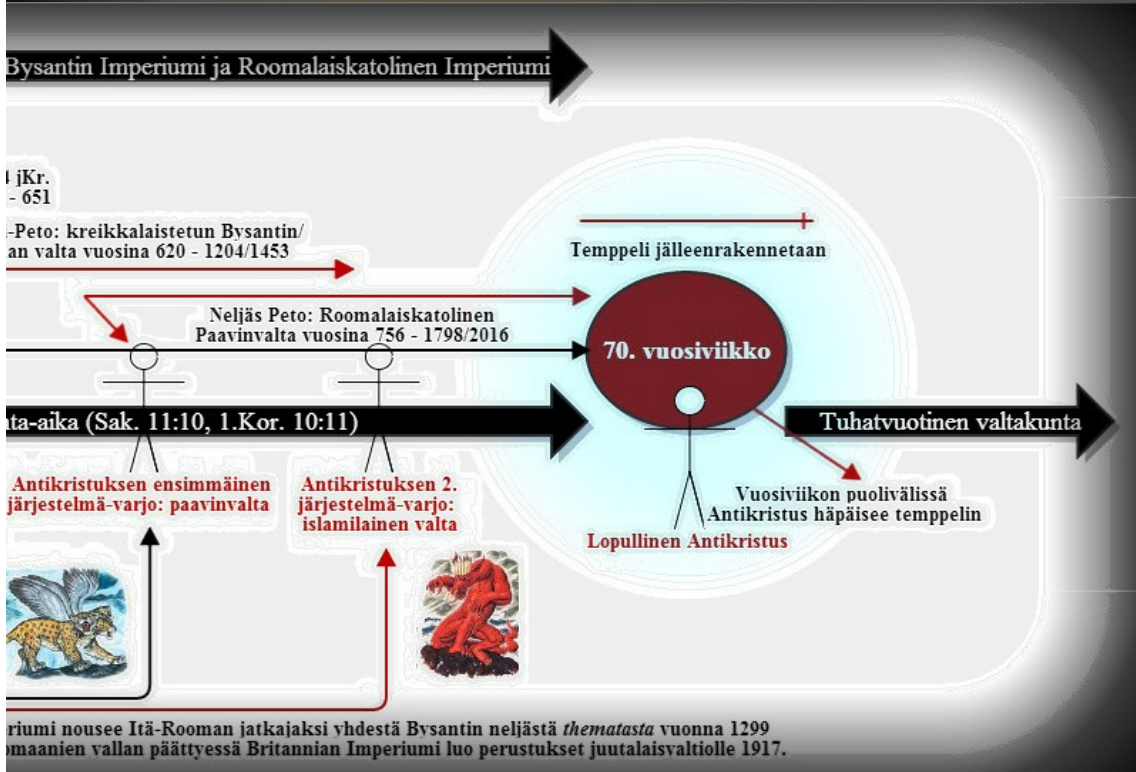 Bysantin Imperiumi ja Roomalaiskatolinen Imperiumi
4 jKr.
- 651
-Peto: kreikkalaistetun Bysantin/
an valta vuosina 620 - 1204/1453
Temppeli jälleenrakennetaan
Neljäs Peto: Roomalaiskatolinen
Paavinvalta vuosina 756 - 1798/2016
70. vuosiviikko
nta-aika (Sak. 11:10, 1.Kor. 10:11)
Tuhatvuotinen valtakunta
Antikristuksen ensimmäinen
järjestelmä-varjo: paavinvalta
Antikristuksen 2.
järjestelmä-varjo:
islamilainen valta
Vuosiviikon puolivälissä
Antikristus häpäisee temppelin
Lopullinen Antikristus
riumi nousee Itä-Rooman jatkajaksi yhdestä Bysantin neljästä thematasta vuonna 1299
omaanien vallan päättyessä Britannian Imperiumi luo perustukset juutalaisvaltiolle 1917.